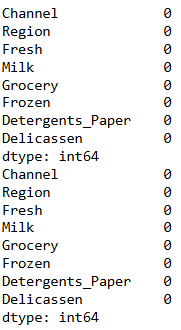 Channel 0
Region 0
Fresh 0
Milk 0
Grocery 0
Frozen 0
Detergents_Paper 0
Delicassen 0
dtype: int64
Channel 0
Region 0
Fresh 0
Milk 0
Grocery 0
Frozen 0
Detergents_Paper 0
Delicassen 0
dtype: int64